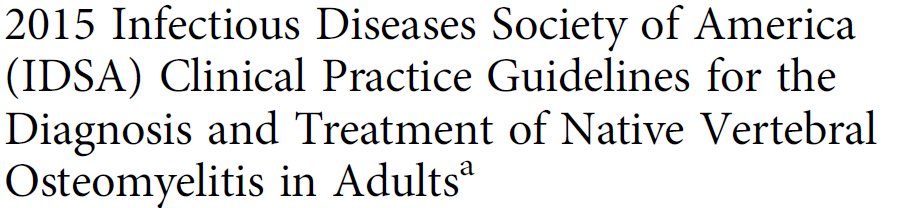 2015 Infectious Diseases Society of America
(IDSA) Clinical Practice Guidelines for the
Diagnosis and Treatment of Native Vertebral
Osteomyelitis in Adultsᵃ